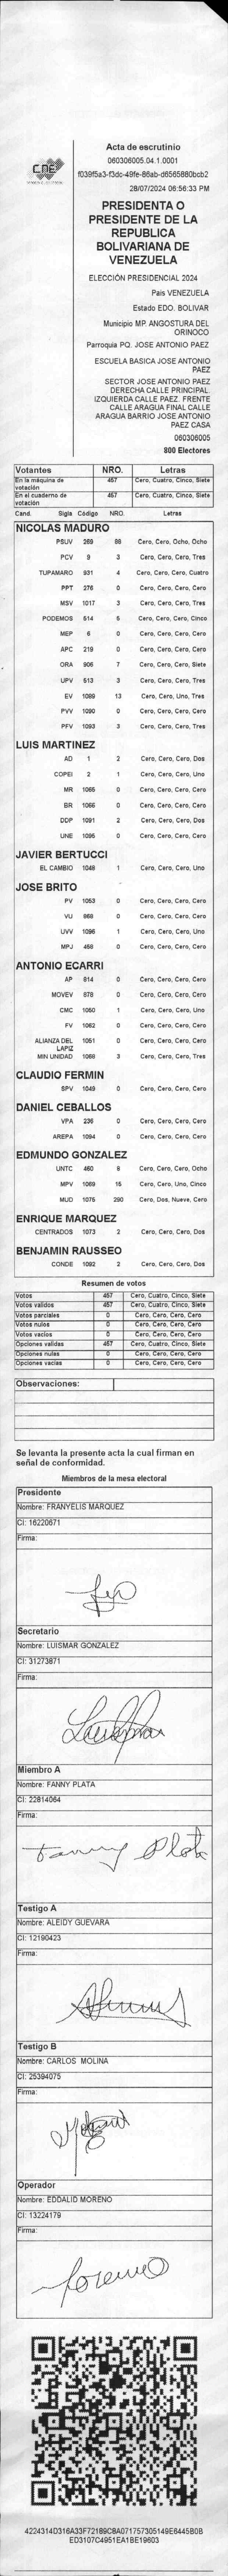 CNE
Acta de escrutinio
060306005.04.1.0001
f039f5a3-f3dc-49fe-86ab-d6565880bcb2
28/07/2024 06:56:33 PM
PRESIDENTA O
PRESIDENTE DE LA
REPUBLICA
BOLIVARIANA DE
VENEZUELA
ELECCIÓN PRESIDENCIAL 2024
Pais VENEZUELA
Estado EDO. BOLIVAR
Municipio MP. ANGOSTURA DEL
ORINOCO
Parroquia PQ. JOSE ANTONIO PAEZ
ESCUELA BASICA JOSE ANTONIO
PAEZ
SECTOR JOSE ANTONIO PAEZ
DERECHA CALLE PRINCIPAL.
IZQUIERDA CALLE PAEZ. FRENTE
CALLE ARAGUA FINAL CALLE
ARAGUA BARRIO JOSE ANTONIO
PAEZ CASA
060306005
800 Electores
Votantes NRO. Letras
En la máquina de votación 457 Cero, Cuatro, Cinco, Siete
En el cuaderno de votación 457 Cero, Cuatro, Cinco, Siete
Cand. Sigla Código NRO. Letras
NICOLAS MADURO
PSUV 269 88 Cero, Cero, Ocho, Ocho
PCV 9 3 Cero, Cero, Cero, Tres
TUPAMARO 931 4 Cero, Cero, Cero, Cuatro
PPT 276 0 Cero, Cero, Cero, Cero
MSV 1017 3 Cero, Cero, Cero, Tres
PODEMOS 514 5 Cero, Cero, Cero, Cinco
MEP 6 0 Cero, Cero, Cero, Cero
APC 219 0 Cero, Cero, Cero, Cero
ORA 906 7 Cero, Cero, Cero, Siete
UPV 513 3 Cero, Cero, Cero, Tres
EV 1099 13 Cero, Cero, Uno, Tres
PVV 1090 0 Cero, Cero, Cero, Cero
PFV 1093 3 Cero, Cero, Cero, Tres
LUIS MARTINEZ
AD 1 2 Cero, Cero, Cero, Dos
COPEI 2 1 Cero, Cero, Cero, Uno
MR 1065 0 Cero, Cero, Cero, Cero
BR 1066 0 Cero, Cero, Cero, Cero
DDP 1091 2 Cero, Cero, Cero, Dos
UNE 1095 0 Cero, Cero, Cero, Cero
JAVIER BERTUCCI
EL CAMBIO 1048 1 Cero, Cero, Cero, Uno
JOSE BRITO
PV 1053 0 Cero, Cero, Cero, Cero
VU 968 0 Cero, Cero, Cero, Cero
UVV 1096 1 Cero, Cero, Cero, Uno
MPJ 458 0 Cero, Cero, Cero, Cero
ANTONIO ECARRI
AP 814 0 Cero, Cero, Cero, Cero
MOVEV 878 0 Cero, Cero, Cero, Cero
CMC 1050 1 Cero, Cero, Cero, Uno
FV 1062 0 Cero, Cero, Cero, Cero
ALIANZA DEL LAPIZ 1051 0 Cero, Cero, Cero, Cero
MIN UNIDAD 1068 3 Cero, Cero, Cero, Tres
CLAUDIO FERMIN
SPV 1049 0 Cero, Cero, Cero, Cero
DANIEL CEBALLOS
VPA 236 0 Cero, Cero, Cero, Cero
AREPA 1094 0 Cero, Cero, Cero, Cero
EDMUNDO GONZALEZ
UNTC 460 8 Cero, Cero, Cero, Ocho
MPV 1069 15 Cero, Cero, Uno, Cinco
MUD 1075 290 Cero, Dos, Nueve, Cero
ENRIQUE MARQUEZ
CENTRADOS 1073 2 Cero, Cero, Cero, Dos
BENJAMIN RAUSSEO
CONDE 1092 2 Cero, Cero, Cero, Dos
Resumen de votos
Votos 457 Cero, Cuatro, Cinco, Siete
Votos validos 457 Cero, Cuatro, Cinco, Siete
Votos parciales 0 Cero, Cero, Cero, Cero
Votos nulos 0 Cero, Cero, Cero, Cero
Votos vacios 0 Cero, Cero, Cero, Cero
Opciones validas 457 Cero, Cuatro, Cinco, Siete
Opciones nulas 0 Cero, Cero, Cero, Cero
Opciones vacias 0 Cero, Cero, Cero, Cero
Observaciones:
Se levanta la presente acta la cual firman en
señal de conformidad.
Miembros de la mesa electoral
Presidente
Nombre: FRANYELIS MARQUEZ
CI: 16220671
Firma:
Secretario
Nombre: LUISMAR GONZALEZ
CI: 31273871
Firma:
Miembro A
Nombre: FANNY PLATA
CI: 22814064
Firma:
Fanny Plata
Testigo A
Nombre: ALEIDY GUEVARA
CI: 12190423
Firma:
Testigo B
Nombre: CARLOS MOLINA
CI: 25394075
Firma:
Operador
Nombre: EDDALID MORENO
CI: 13224179
Firma:
4224314D316A33F72189C8A071757305149E6445B0B
ED3107C4951EA1BE19603